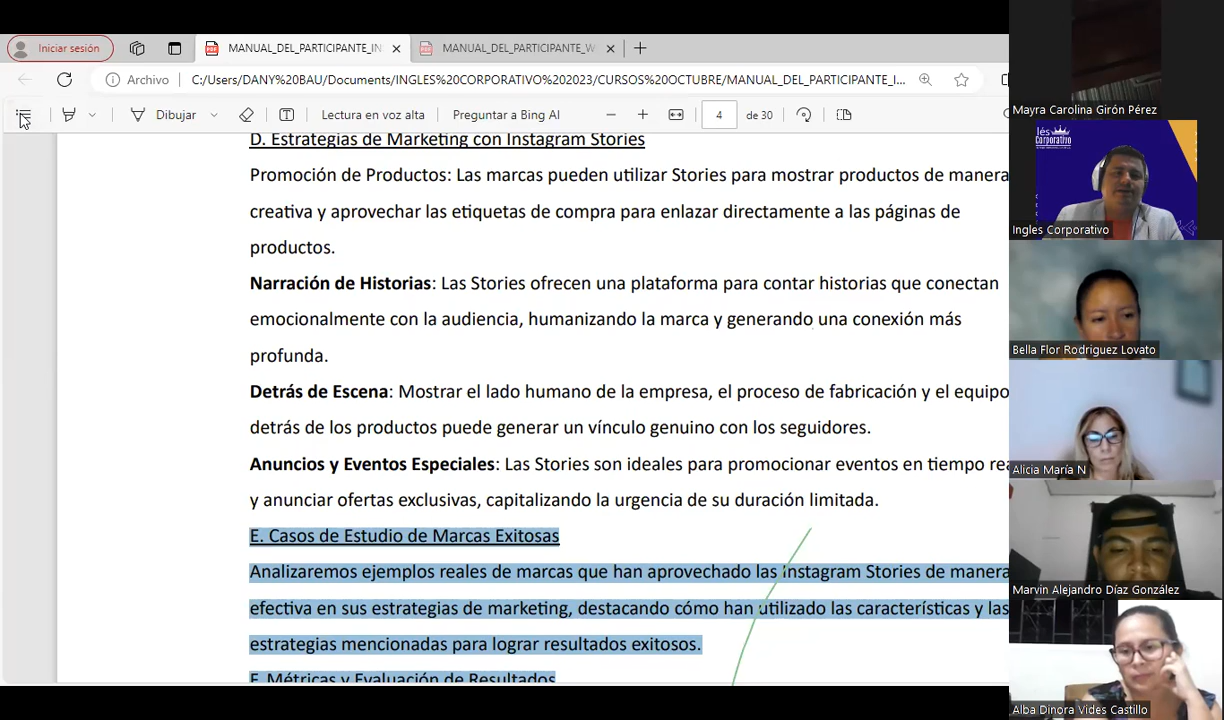 Iniciar sesión
MANUAL_DEL_PARTICIPANTE_IN
MANUAL_DEL_PARTICIPANTE_W
Archivo
C:/Users/DANY%20BAU/Documents/INGLES%20CORPORATIVO%202023/CURSOS%20OCTUBRE/MANUAL_DEL_PARTICIPANTE_I...
Dibujar
Lectura en voz alta
Preguntar a Bing AI
4
de 30
D. Estrategias de Marketing con Instagram Stories
Promoción de Productos: Las marcas pueden utilizar Stories para mostrar productos de manera
creativa y aprovechar las etiquetas de compra para enlazar directamente a las páginas de
productos.
Narración de Historias: Las Stories ofrecen una plataforma para contar historias que conectan
emocionalmente con la audiencia, humanizando la marca y generando una conexión más
profunda.
Detrás de Escena: Mostrar el lado humano de la empresa, el proceso de fabricación y el equipo
detrás de los productos puede generar un vínculo genuino con los seguidores.
Anuncios y Eventos Especiales: Las Stories son ideales para promocionar eventos en tiempo rea
y anunciar ofertas exclusivas, capitalizando la urgencia de su duración limitada.
E. Casos de Estudio de Marcas Exitosas
Analizaremos ejemplos reales de marcas que han aprovechado las Instagram Stories de manera
efectiva en sus estrategias de marketing, destacando cómo han utilizado las características y las
estrategias mencionadas para lograr resultados exitosos.
F. Métricas y Evaluación de Resultados
Mayra Carolina Girón Pérez
lés
Corporativo
Ingles Corporativo
Bella Flor Rodriguez Lovato
Alicia María N
Marvin Alejandro Díaz González
Alba Dinora Vides Castillo